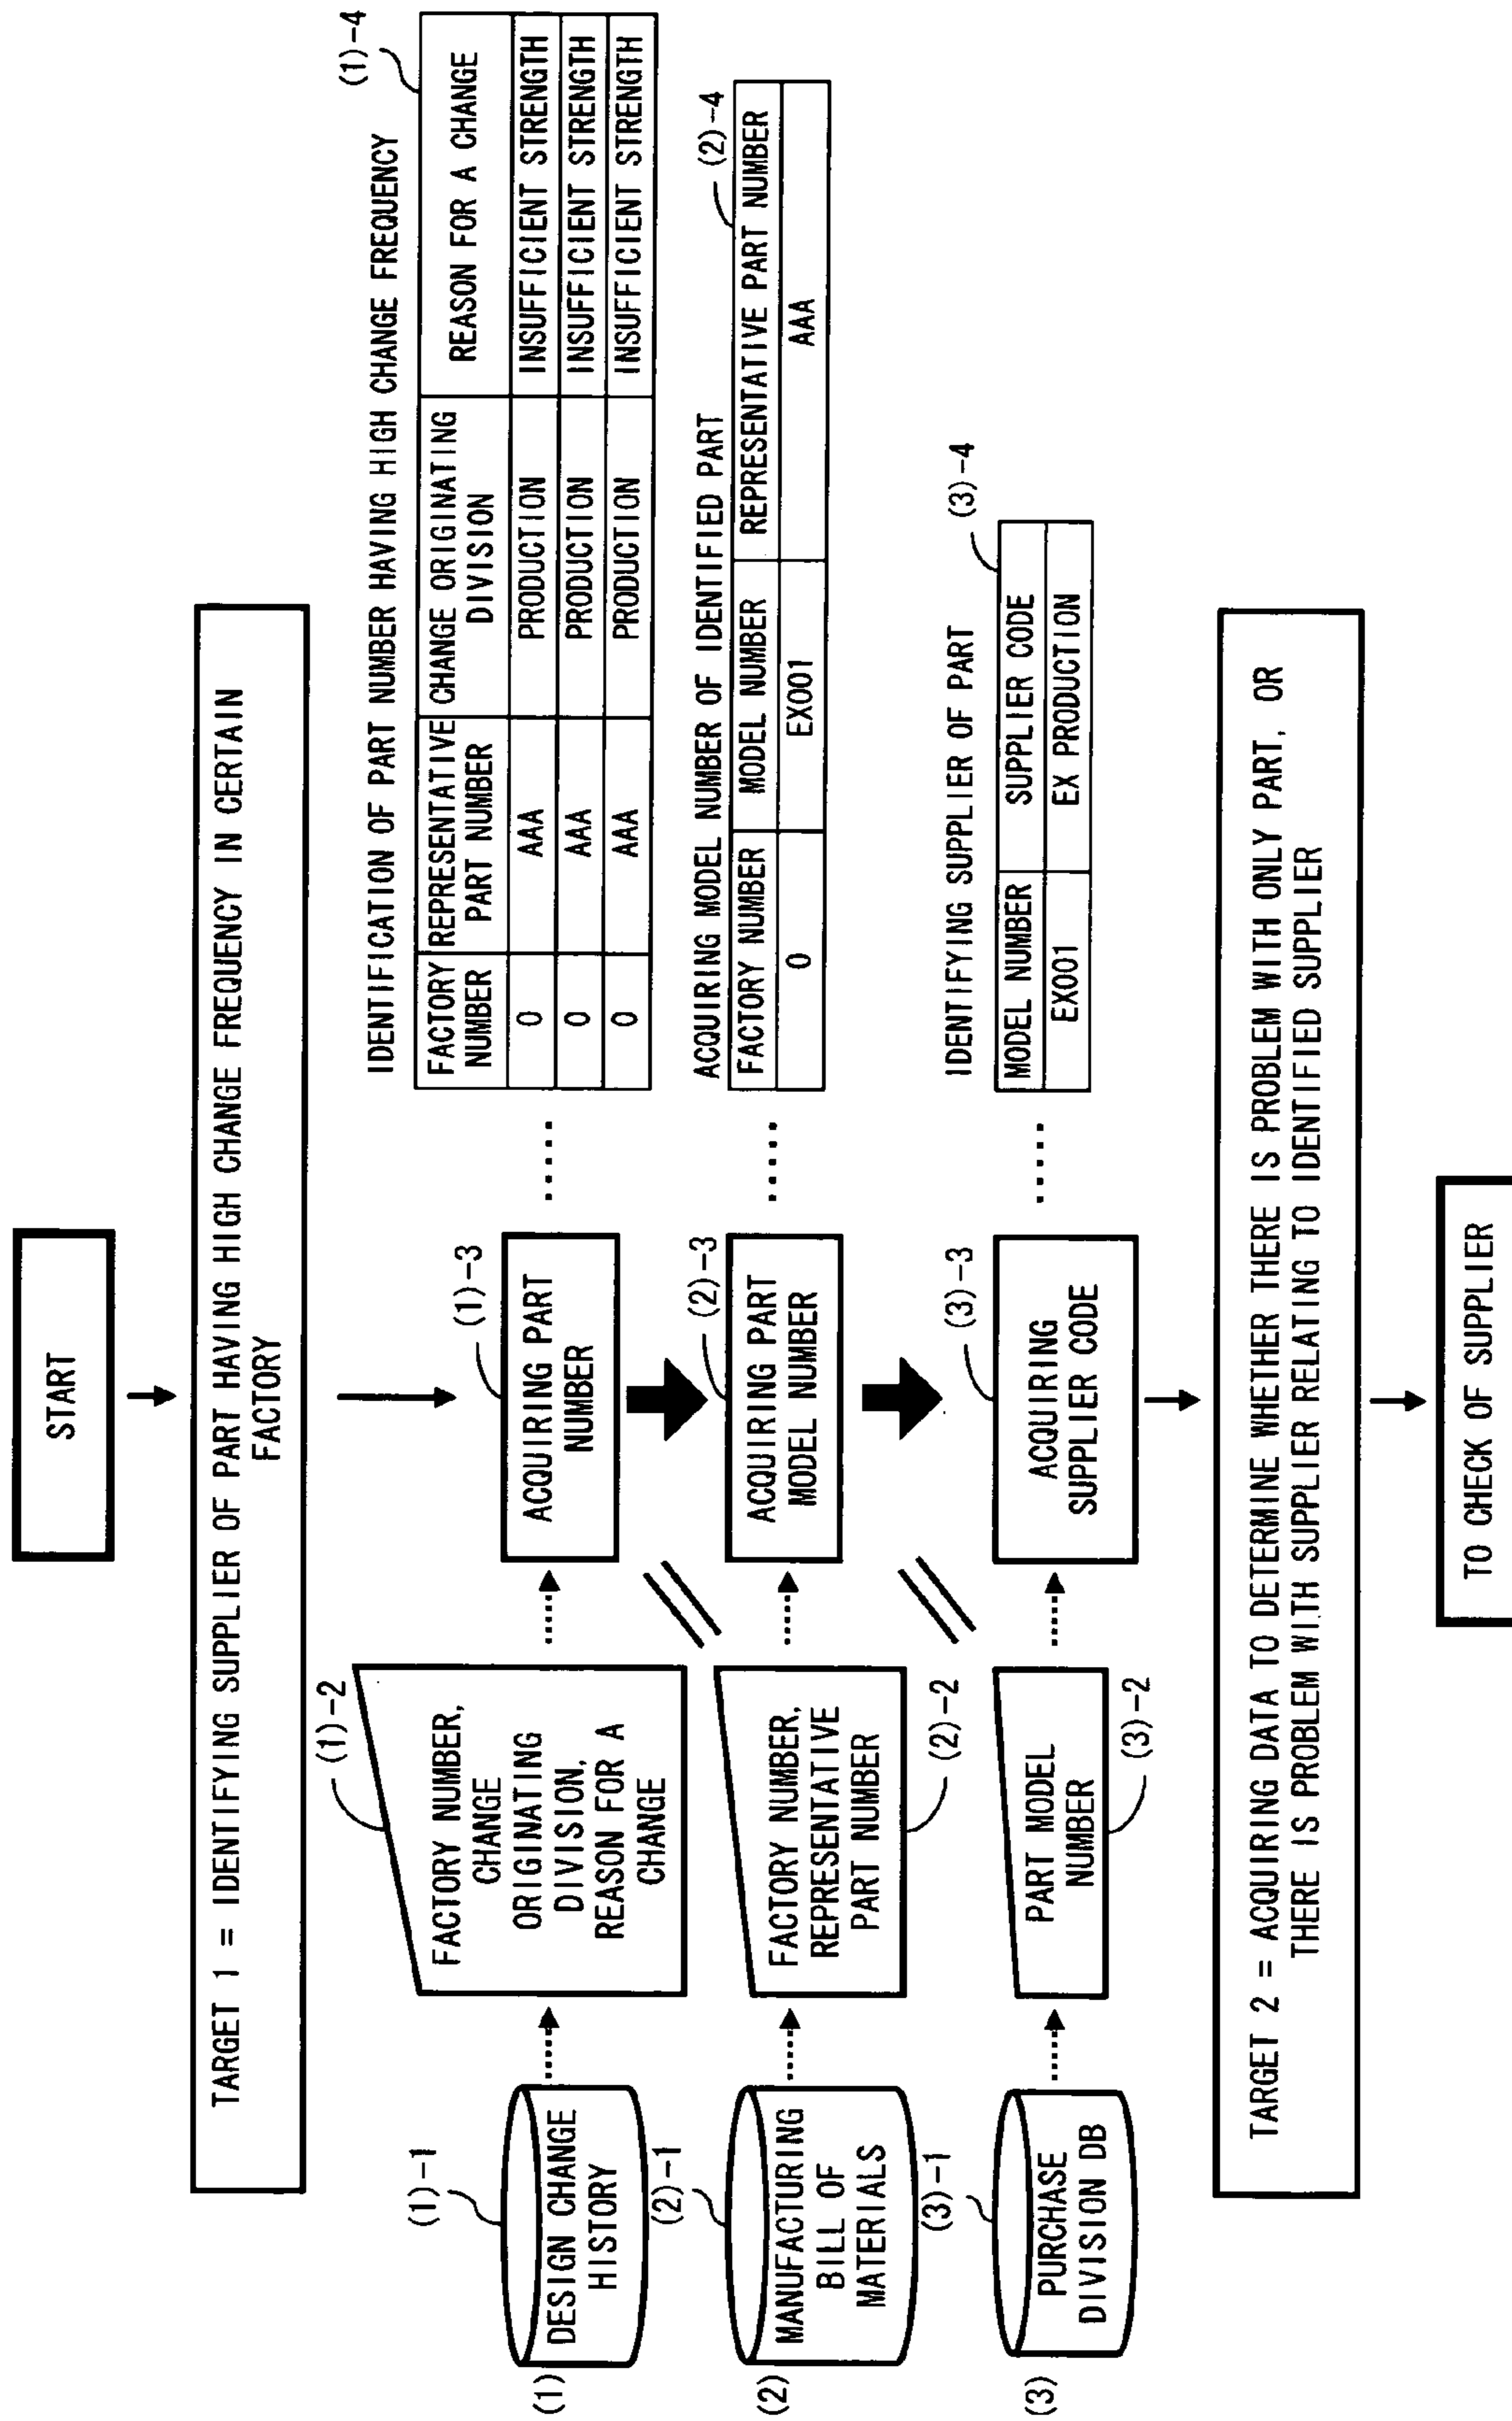 START
TARGET 1 = IDENTIFYING SUPPLIER OF PART HAVING HIGH CHANGE FREQUENCY IN CERTAIN
FACTORY
(1)
(1)-1
DESIGN CHANGE
HISTORY
(1)-2
FACTORY NUMBER,
CHANGE
ORIGINATING
DIVISION,
REASON FOR A
CHANGE
(1)-3
ACQUIRING PART
NUMBER
IDENTIFICATION OF PART NUMBER HAVING HIGH CHANGE FREQUENCY
(1)-4
FACTORY NUMBER REPRESENTATIVE PART NUMBER CHANGE ORIGINATING DIVISION REASON FOR A CHANGE
0 AAA PRODUCTION INSUFFICIENT STRENGTH
0 AAA PRODUCTION INSUFFICIENT STRENGTH
0 AAA PRODUCTION INSUFFICIENT STRENGTH
(2)
(2)-1
MANUFACTURING
BILL OF
MATERIALS
FACTORY NUMBER,
REPRESENTATIVE
PART NUMBER
(2)-2
(2)-3
ACQUIRING PART
MODEL NUMBER
ACQUIRING MODEL NUMBER OF IDENTIFIED PART
(2)-4
FACTORY NUMBER MODEL NUMBER REPRESENTATIVE PART NUMBER
0 EX001 AAA
(3)
(3)-1
PURCHASE
DIVISION DB
PART MODEL
NUMBER
(3)-2
(3)-3
ACQUIRING
SUPPLIER CODE
IDENTIFYING SUPPLIER OF PART
(3)-4
MODEL NUMBER SUPPLIER CODE
EX001 EX PRODUCTION
TARGET 2 = ACQUIRING DATA TO DETERMINE WHETHER THERE IS PROBLEM WITH ONLY PART, OR
THERE IS PROBLEM WITH SUPPLIER RELATING TO IDENTIFIED SUPPLIER
TO CHECK OF SUPPLIER